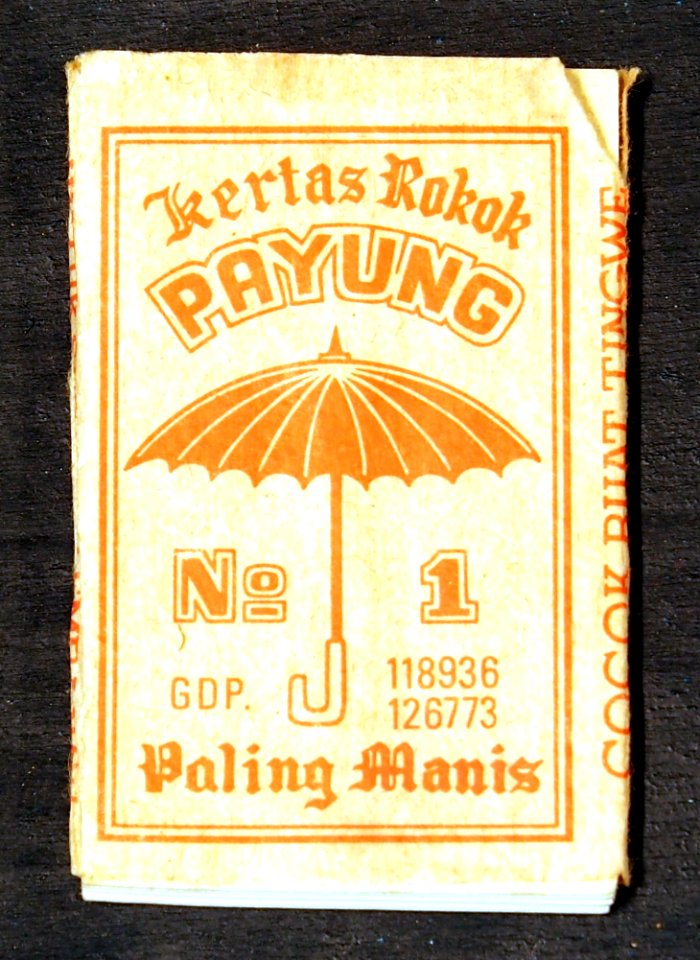 Kertas Rokok
PAYUNG
No 1
GDP. 118936
126773
Paling Manis
COCOK BUAT TINGWE